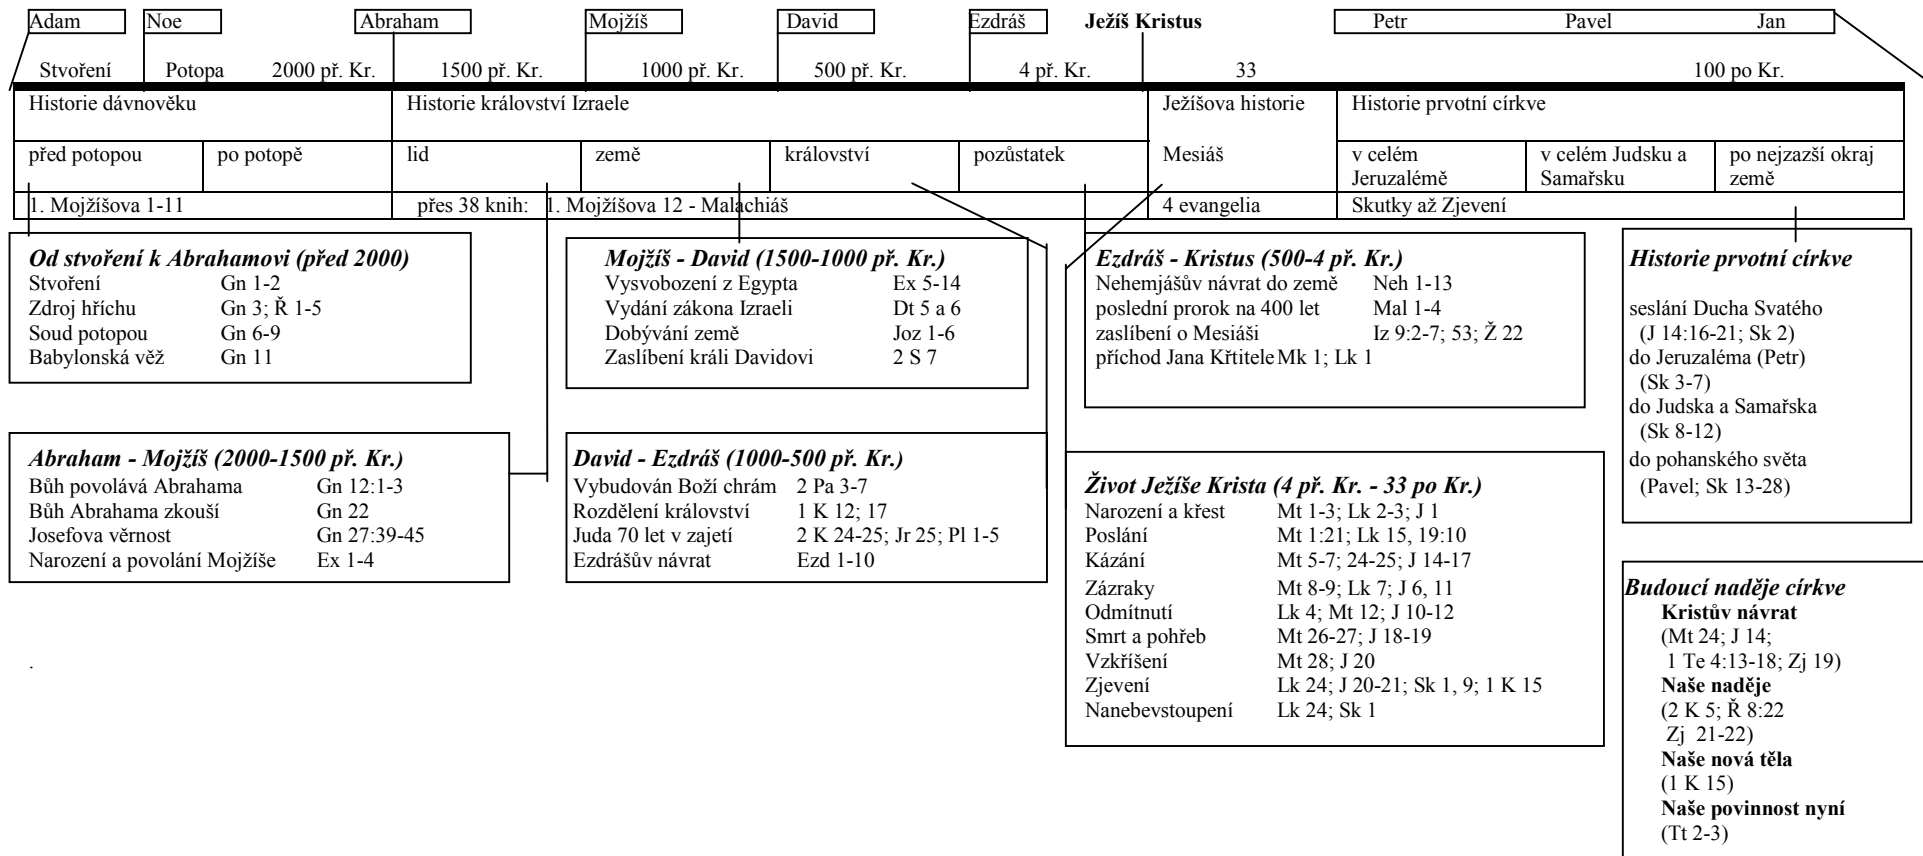 Adam Noe Abraham Mojžíš David Ezdráš Ježíš Kristus Petr Pavel Jan
Stvoření Potopa 2000 př. Kr. 1500 př. Kr. 1000 př. Kr. 500 př. Kr. 4 př. Kr. 33 100 po Kr.
Historie dávnověku Historie království Izraele Ježíšova historie Historie prvotní církve
před potopou po potopě lid země království pozůstatek Mesiáš v celém Jeruzalémě v celém Judsku a Samařsku po nejzazší okraj země
1. Mojžíšova 1-11 přes 38 knih: 1. Mojžíšova 12 - Malachiáš 4 evangelia Skutky až Zjevení
Od stvoření k Abrahamovi (před 2000)
Stvoření Gn 1-2
Zdroj hříchu Gn 3; Ř 1-5
Soud potopou Gn 6-9
Babylonská věž Gn 11
Mojžíš - David (1500-1000 př. Kr.)
Vysvobození z Egypta Ex 5-14
Vydání zákona Izraeli Dt 5 a 6
Dobývání země Joz 1-6
Zaslíbení králi Davidovi 2 S 7
Ezdráš - Kristus (500-4 př. Kr.)
Nehemjášův návrat do země Neh 1-13
poslední prorok na 400 let Mal 1-4
zaslíbení o Mesiáši Iz 9:2-7; 53; Ž 22
příchod Jana Křtitele Mk 1; Lk 1
Historie prvotní církve
seslání Ducha Svatého
(J 14:16-21; Sk 2)
do Jeruzaléma (Petr)
(Sk 3-7)
do Judska a Samařska
(Sk 8-12)
do pohanského světa
(Pavel; Sk 13-28)
Abraham - Mojžíš (2000-1500 př. Kr.)
Bůh povolává Abrahama Gn 12:1-3
Bůh Abrahama zkouší Gn 22
Josefova věrnost Gn 27:39-45
Narození a povolání Mojžíše Ex 1-4
David - Ezdráš (1000-500 př. Kr.)
Vybudován Boží chrám 2 Pa 3-7
Rozdělení království 1 K 12; 17
Juda 70 let v zajetí 2 K 24-25; Jr 25; Pl 1-5
Ezdrášův návrat Ezd 1-10
Život Ježíše Krista (4 př. Kr. - 33 po Kr.)
Narození a křest Mt 1-3; Lk 2-3; J 1
Poslání Mt 1:21; Lk 15, 19:10
Kázání Mt 5-7; 24-25; J 14-17
Zázraky Mt 8-9; Lk 7; J 6, 11
Odmítnutí Lk 4; Mt 12; J 10-12
Smrt a pohřeb Mt 26-27; J 18-19
Vzkříšení Mt 28; J 20
Zjevení Lk 24; J 20-21; Sk 1, 9; 1 K 15
Nanebevstoupení Lk 24; Sk 1
Budoucí naděje církve
Kristův návrat
(Mt 24; J 14;
1 Te 4:13-18; Zj 19)
Naše naděje
(2 K 5; Ř 8:22
Zj 21-22)
Naše nová těla
(1 K 15)
Naše povinnost nyní
(Tt 2-3)
.